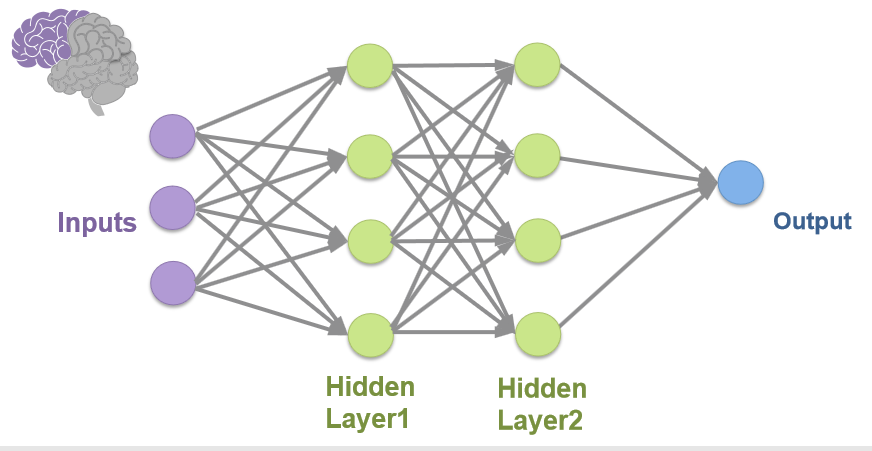 Inputs
Output
Hidden
Layer1
Hidden
Layer2